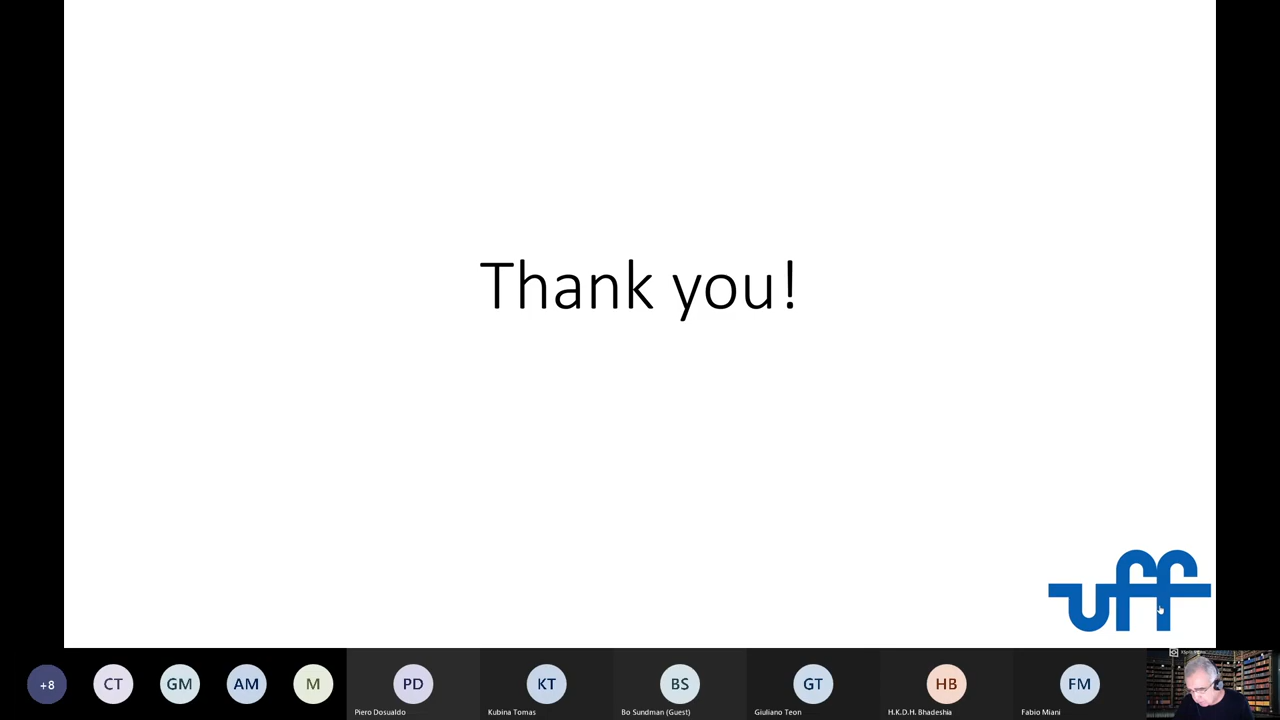 Thank you!
uff
+8
CT
GM
AM
M
PD
KT
BS
GT
HB
FM
Piero Dosualdo
Kubina Tomas
Bo Sundman (Guest)
Giuliano Teon
H.K.D.H. Bhadeshia
Fabio Miani